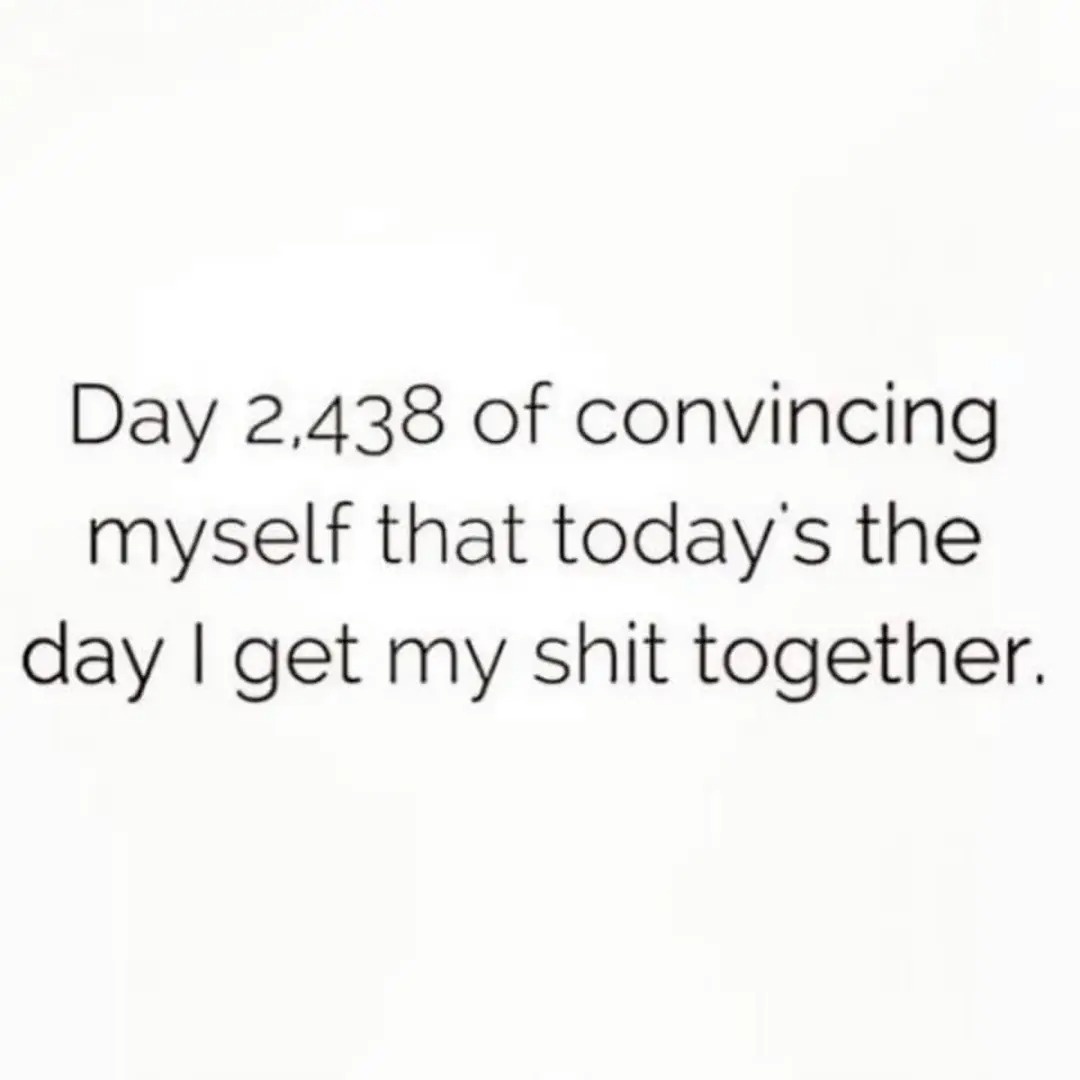 Day 2,438 of convincing
myself that today's the
day I get my shit together.